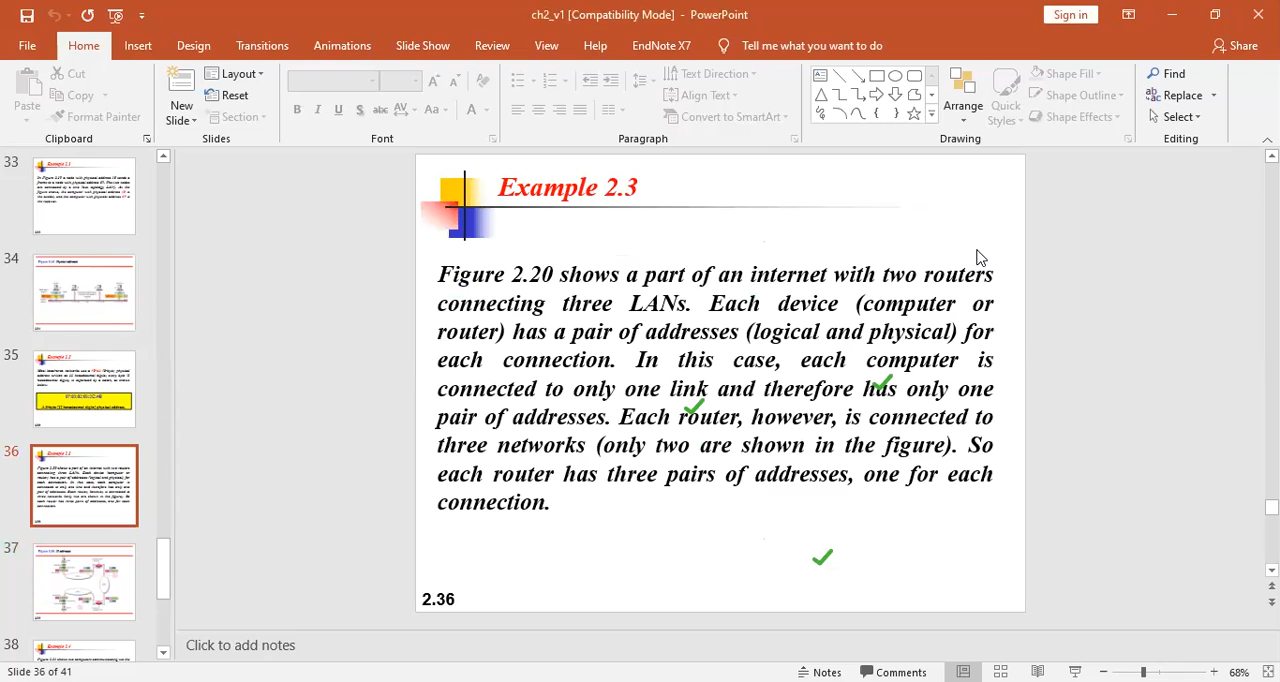 ch2_v1 [Compatibility Mode] - PowerPoint
Sign in
File Home Insert Design Transitions Animations Slide Show Review View Help EndNote X7 Tell me what you want to do Share
Paste
Cut
Copy
Format Painter
Clipboard
New Slide
Layout
Reset
Section
Slides
Aa
Font
Text Direction
Align Text
Convert to SmartArt
Paragraph
Arrange
Quick Styles
Shape Fill
Shape Outline
Shape Effects
Drawing
Find
Replace
Select
Editing
33
34
35
36
37
38
Example 2.3
Figure 2.20 shows a part of an internet with two routers
connecting three LANs. Each device (computer or
router) has a pair of addresses (logical and physical) for
each connection. In this case, each computer is
connected to only one link and therefore has only one
pair of addresses. Each router, however, is connected to
three networks (only two are shown in the figure). So
each router has three pairs of addresses, one for each
connection.
2.36
Click to add notes
Slide 36 of 41
Notes Comments 68%